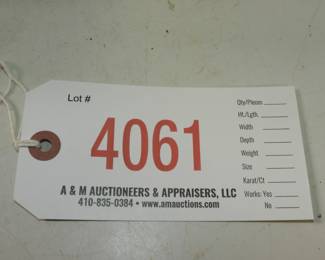 Lot #
4061
A & M AUCTIONEERS & APPRAISERS, LLC
410-835-0384 • www.amauctions.com
Qty/Pieces
Ht./Lgth.
Width
Depth
Weight
Size
Karat/Ct
Works: Yes
No